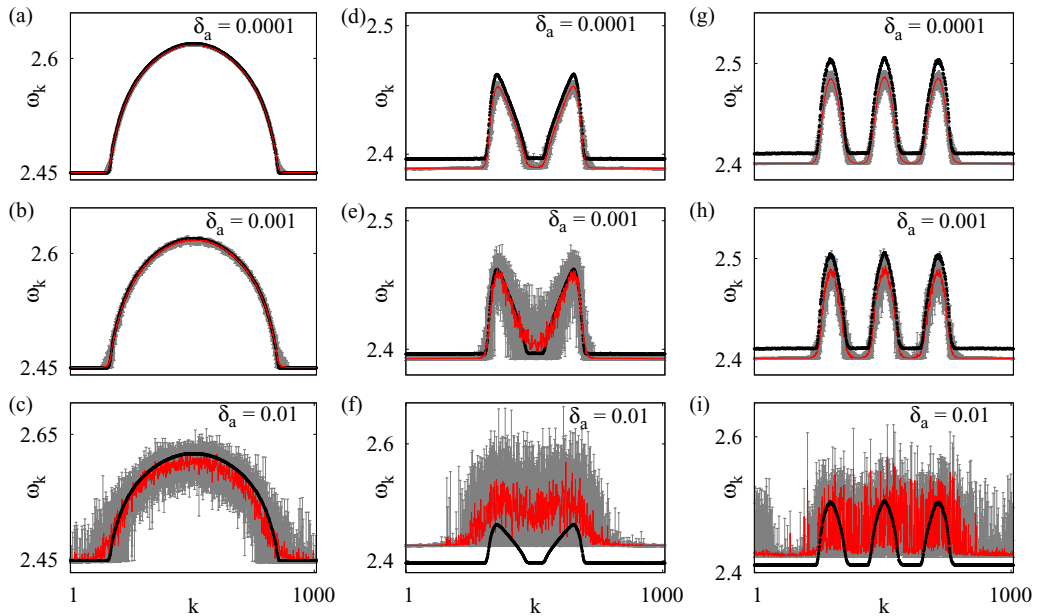 (a) δa = 0.0001
2.6
ωk
2.45
(d) δa = 0.0001
2.5
ωk
2.4
(g) δa = 0.0001
2.5
ωk
2.4
(b) δa = 0.001
2.6
ωk
2.45
(e) δa = 0.001
2.5
ωk
2.4
(h) δa = 0.001
2.5
ωk
2.4
(c) δa = 0.01
2.65
ωk
2.45
1 k 1000
(f) δa = 0.01
2.6
ωk
2.4
1 k 1000
(i) δa = 0.01
2.6
ωk
2.4
1 k 1000